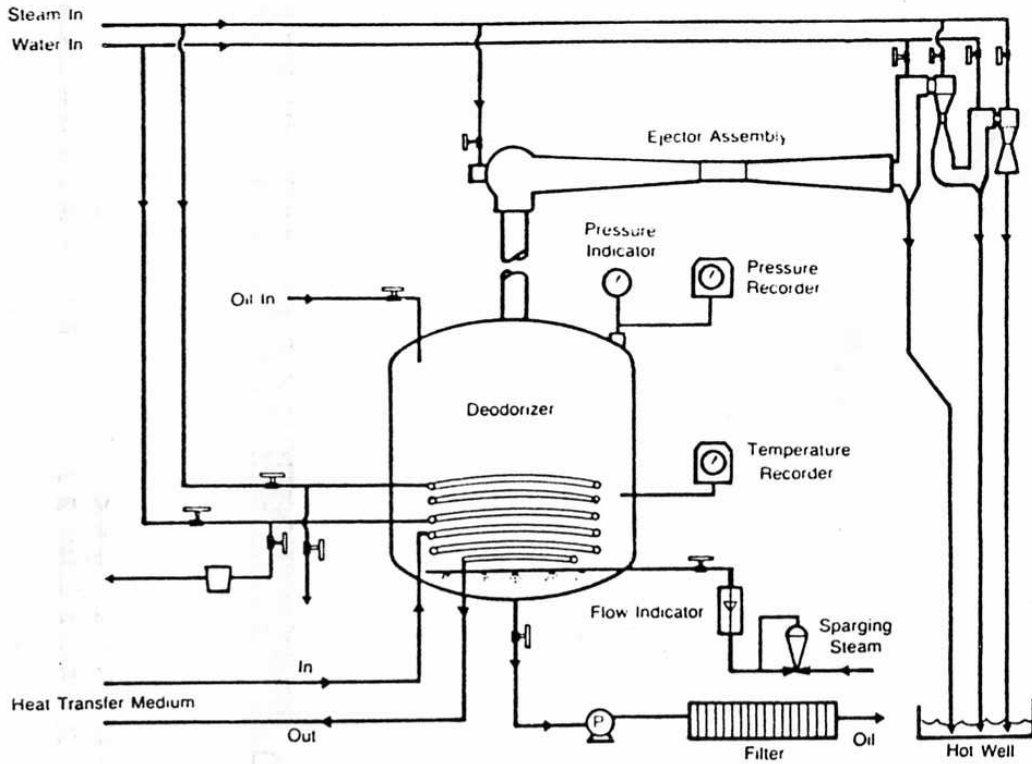 Steam In
Water In
Ejector Assembly
Pressure
Indicator
Pressure
Recorder
Oil In
Deodorizer
Temperature
Recorder
Flow Indicator
Sparging
Steam
In
Heat Transfer Medium
Out
P
Filter
Oil
Hot Well